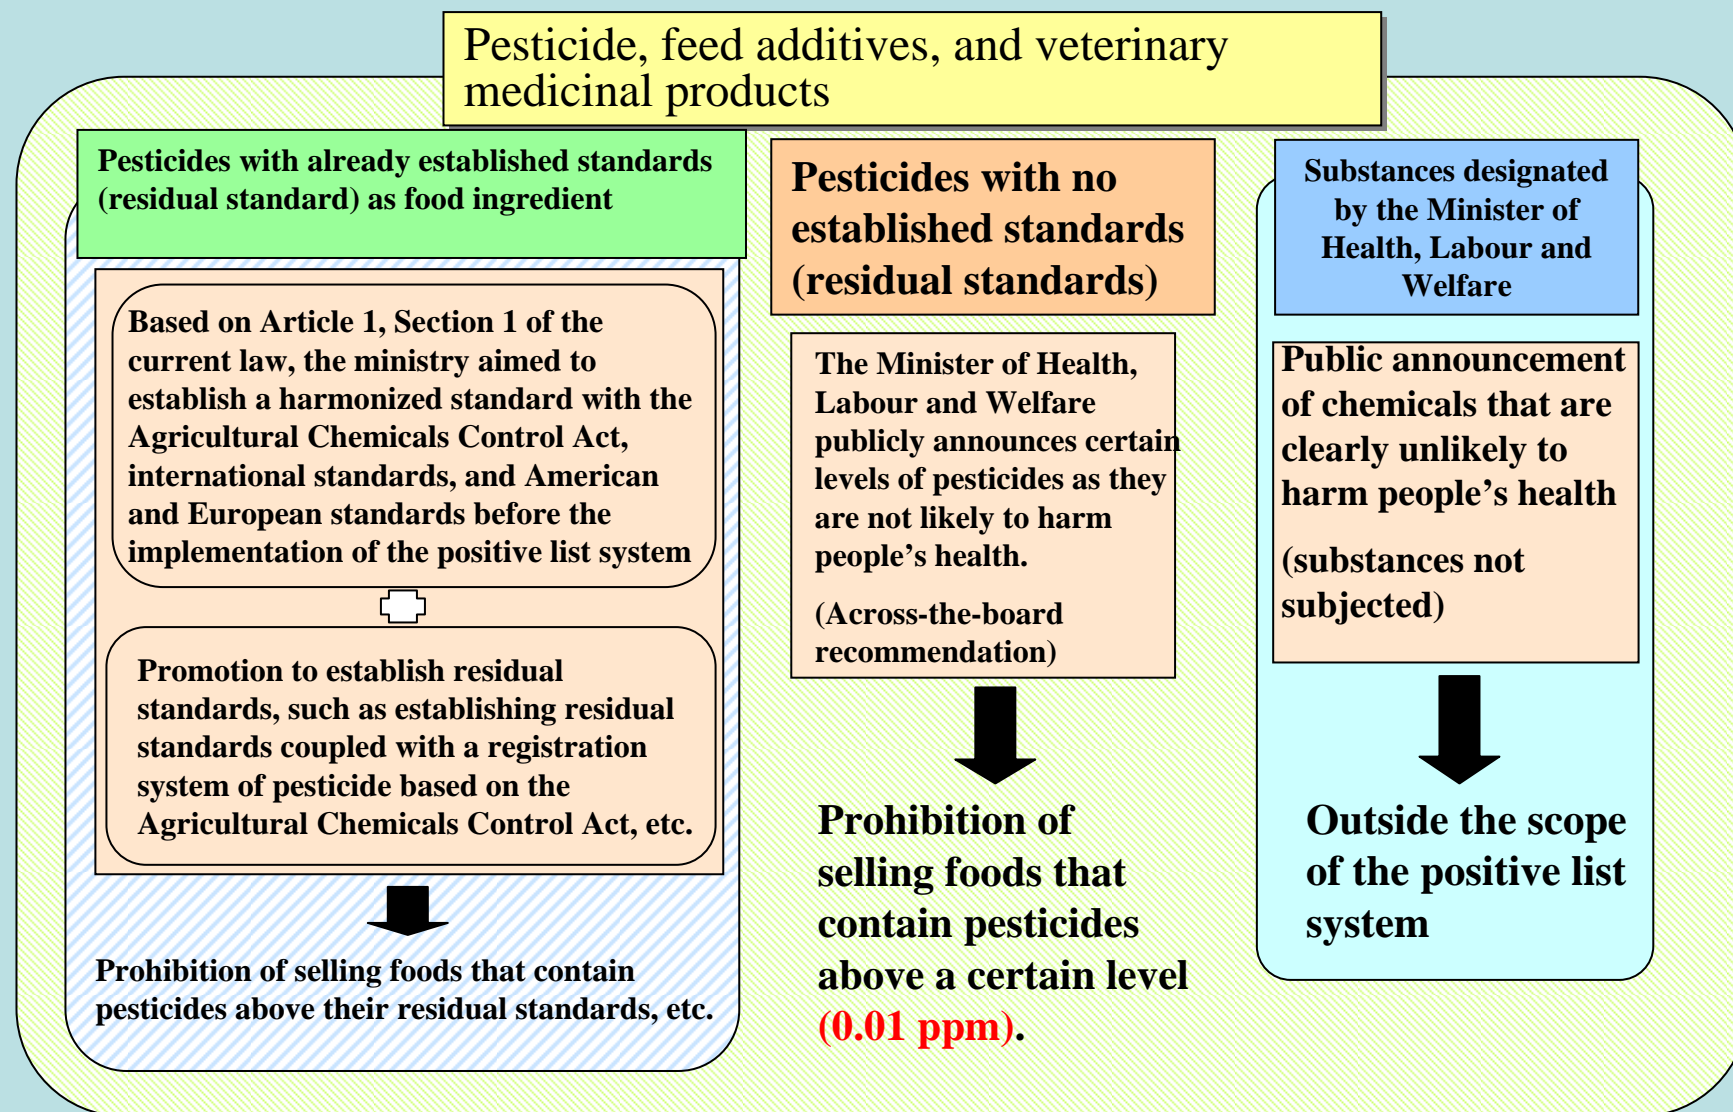 Pesticide, feed additives, and veterinary
medicinal products
Pesticides with already established standards
(residual standard) as food ingredient
Based on Article 1, Section 1 of the
current law, the ministry aimed to
establish a harmonized standard with the
Agricultural Chemicals Control Act,
international standards, and American
and European standards before the
implementation of the positive list system
Promotion to establish residual
standards, such as establishing residual
standards coupled with a registration
system of pesticide based on the
Agricultural Chemicals Control Act, etc.
Prohibition of selling foods that contain
pesticides above their residual standards, etc.
Pesticides with no
established standards
(residual standards)
The Minister of Health,
Labour and Welfare
publicly announces certain
levels of pesticides as they
are not likely to harm
people’s health.
(Across-the-board
recommendation)
Prohibition of
selling foods that
contain pesticides
above a certain level
(0.01 ppm).
Substances designated
by the Minister of
Health, Labour and
Welfare
Public announcement
of chemicals that are
clearly unlikely to
harm people’s health
(substances not
subjected)
Outside the scope
of the positive list
system